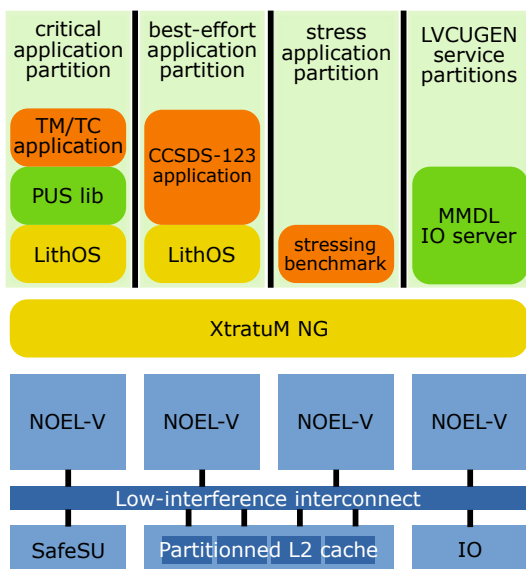 critical
application
partition
best-effort
application
partition
stress
application
partition
LVCUGEN
service
partitions
TM/TC
application
PUS lib
LithOS
CCSDS-123
application
LithOS
stressing
benchmark
MMDL
IO server
XtratuM NG
NOEL-V
NOEL-V
NOEL-V
NOEL-V
Low-interference interconnect
SafeSU
Partitionned L2 cache
IO